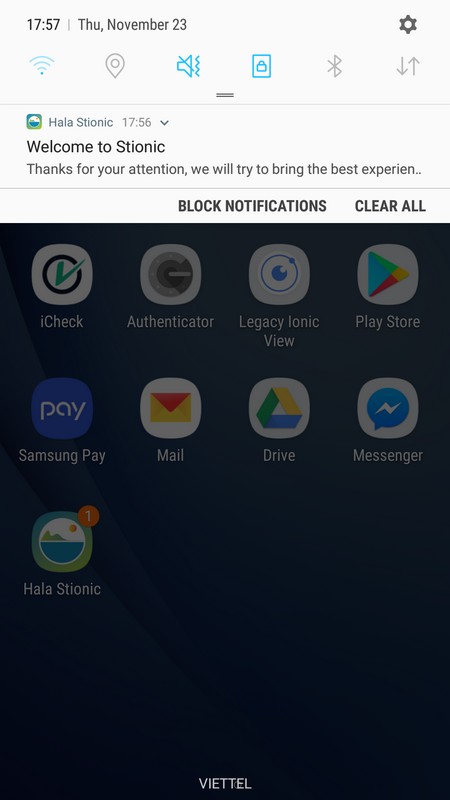 17:57 | Thu, November 23
Hala Stionic 17:56
Welcome to Stionic
Thanks for your attention, we will try to bring the best experien..
BLOCK NOTIFICATIONS CLEAR ALL
iCheck Authenticator Legacy Ionic View Play Store
pay
Samsung Pay Mail Drive Messenger
1
Hala Stionic
VIETTEL